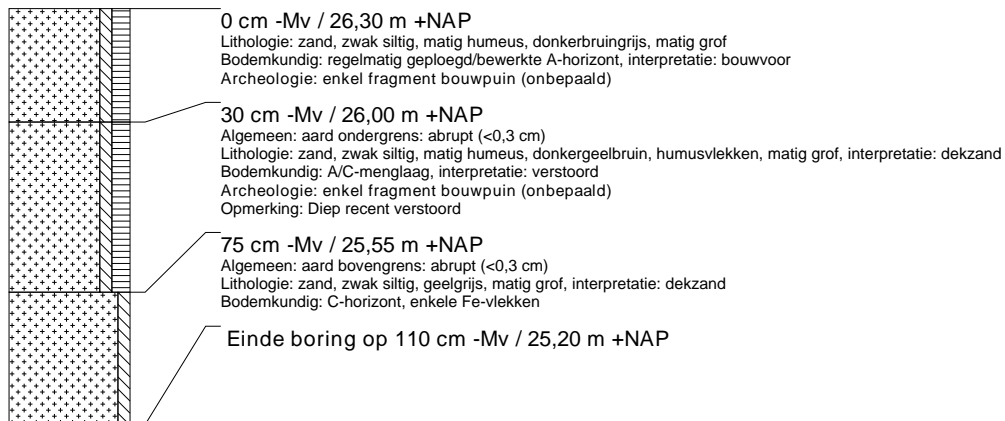 0 cm -Mv / 26,30 m +NAP
Lithologie: zand, zwak siltig, matig humeus, donkerbruingrijs, matig grof
Bodemkundig: regelmatig geploegd/bewerkte A-horizont, interpretatie: bouwvoor
Archeologie: enkel fragment bouwpuin (onbepaald)
30 cm -Mv / 26,00 m +NAP
Algemeen: aard ondergrens: abrupt (<0,3 cm)
Lithologie: zand, zwak siltig, matig humeus, donkergeelbruin, humusvlekken, matig grof, interpretatie: dekzand
Bodemkundig: A/C-menglaag, interpretatie: verstoord
Archeologie: enkel fragment bouwpuin (onbepaald)
Opmerking: Diep recent verstoord
75 cm -Mv / 25,55 m +NAP
Algemeen: aard bovengrens: abrupt (<0,3 cm)
Lithologie: zand, zwak siltig, geelgrijs, matig grof, interpretatie: dekzand
Bodemkundig: C-horizont, enkele Fe-vlekken
Einde boring op 110 cm -Mv / 25,20 m +NAP